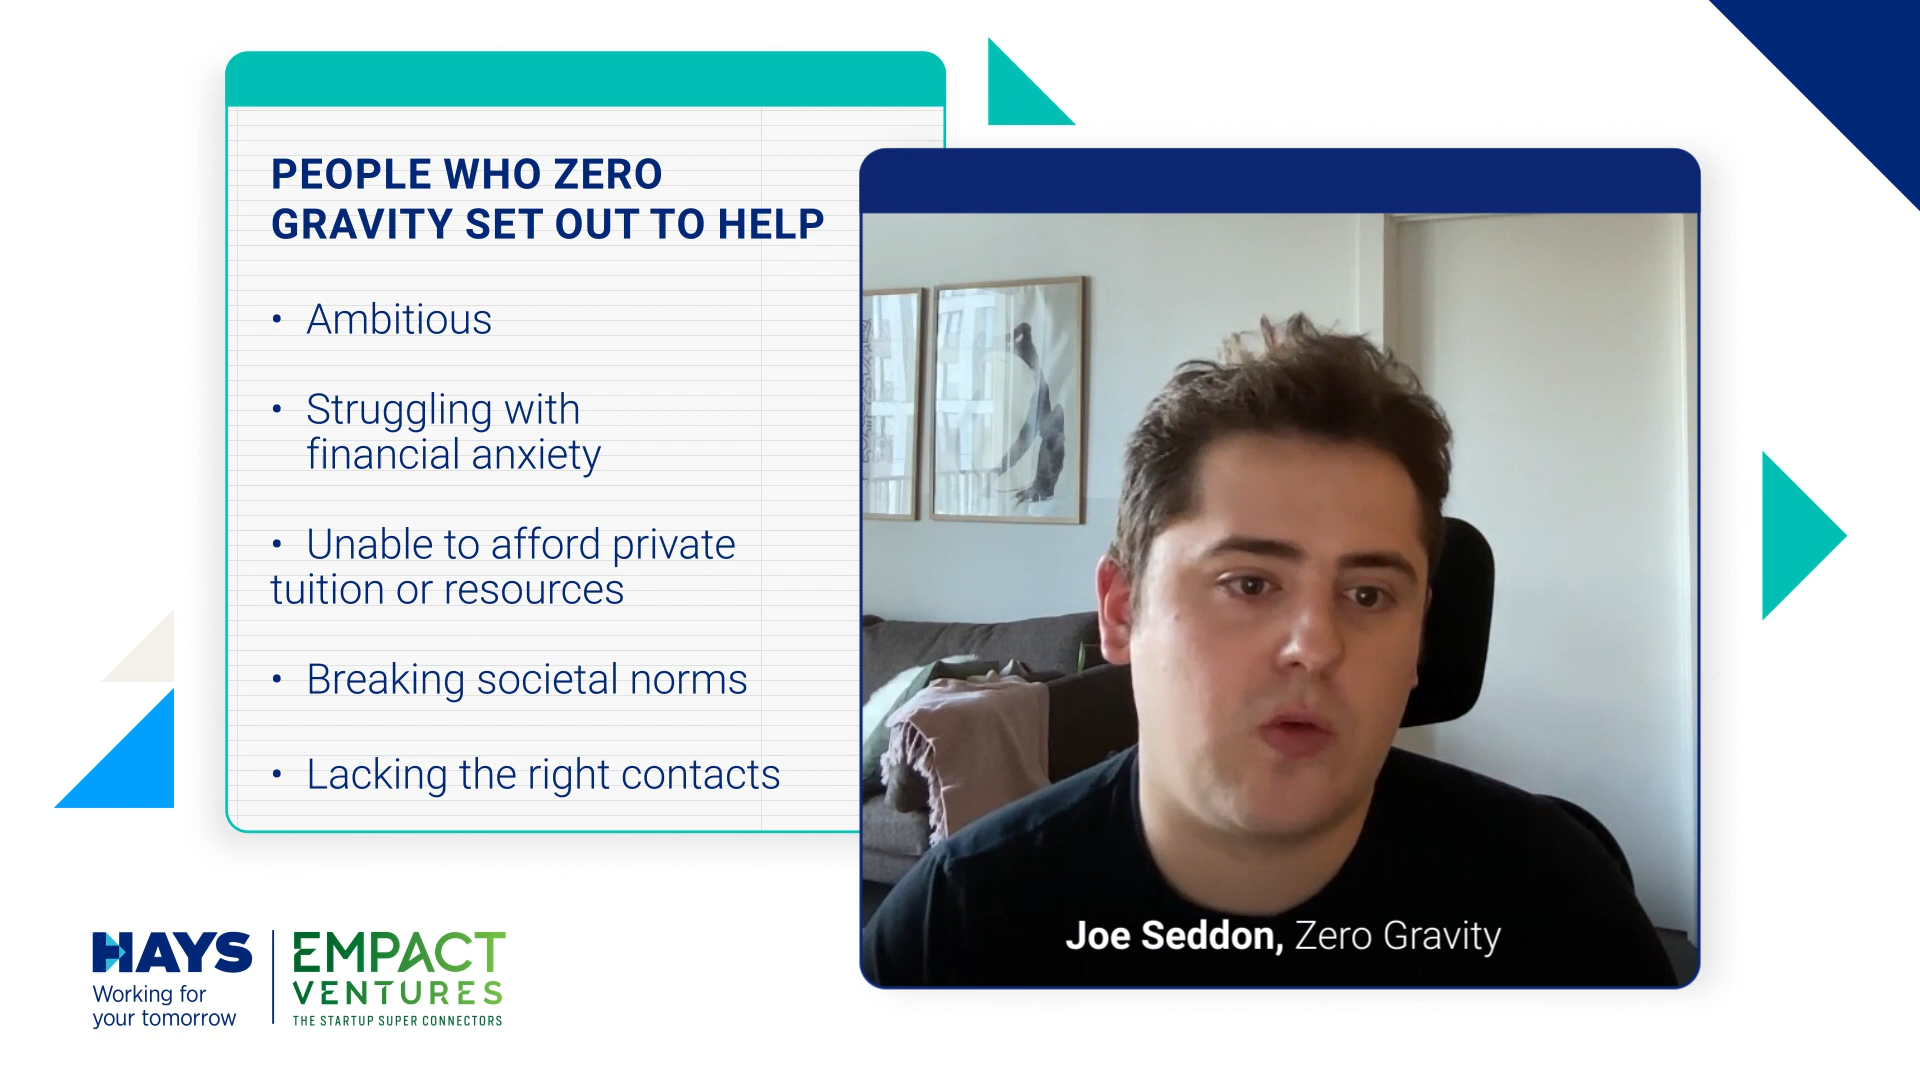 PEOPLE WHO ZERO
GRAVITY SET OUT TO HELP
• Ambitious
• Struggling with
financial anxiety
• Unable to afford private
tuition or resources
• Breaking societal norms
• Lacking the right contacts
Joe Seddon, Zero Gravity
HAYS
Working for
your tomorrow
EMPACT
VENTURES
THE STARTUP SUPER CONNECTORS